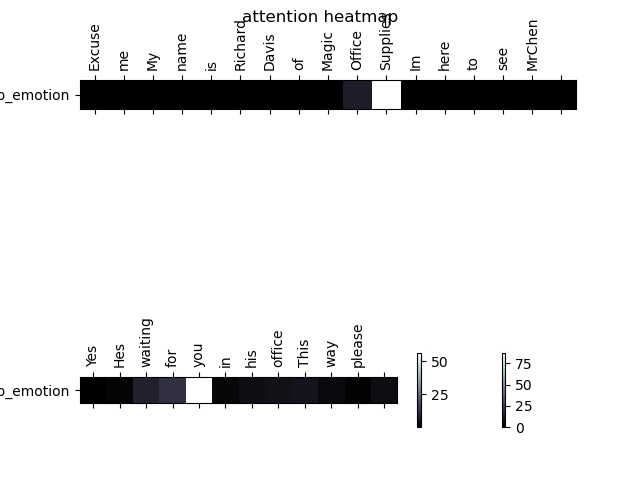 attention heatmap
Excuse me My name is Richard Davis of Magic Office Supplies Im here to see MrChen
o_emotion
Yes Hes waiting for you in his office This way please
o_emotion
50
25
75
50
25
0